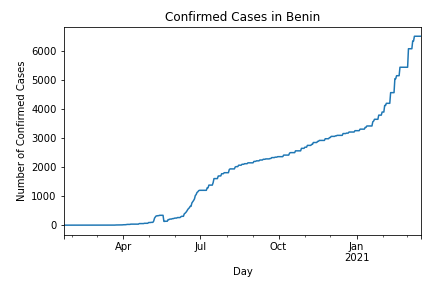 Confirmed Cases in Benin
Number of Confirmed Cases
6000
5000
4000
3000
2000
1000
0
Apr Jul Oct Jan
2021
Day